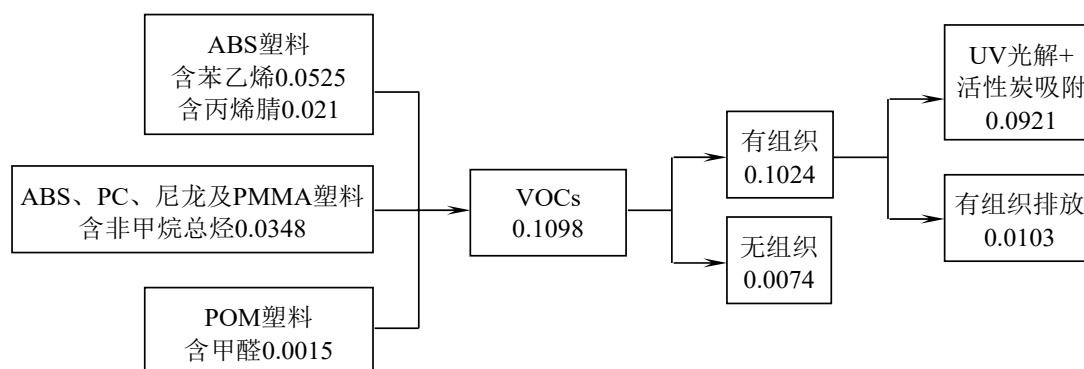 ABS塑料
含苯乙烯0.0525
含丙烯腈0.021
ABS、PC、尼龙及PMMA塑料
含非甲烷总烃0.0348
POM塑料
含甲醛0.0015
VOCs
0.1098
有组织
0.1024
无组织
0.0074
UV光解+
活性炭吸附
0.0921
有组织排放
0.0103